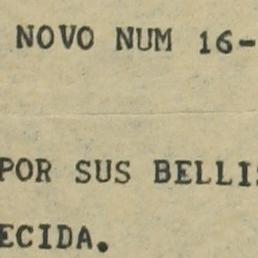 NOVO NUM 16-
POR SUS BELLIS
ECIDA.